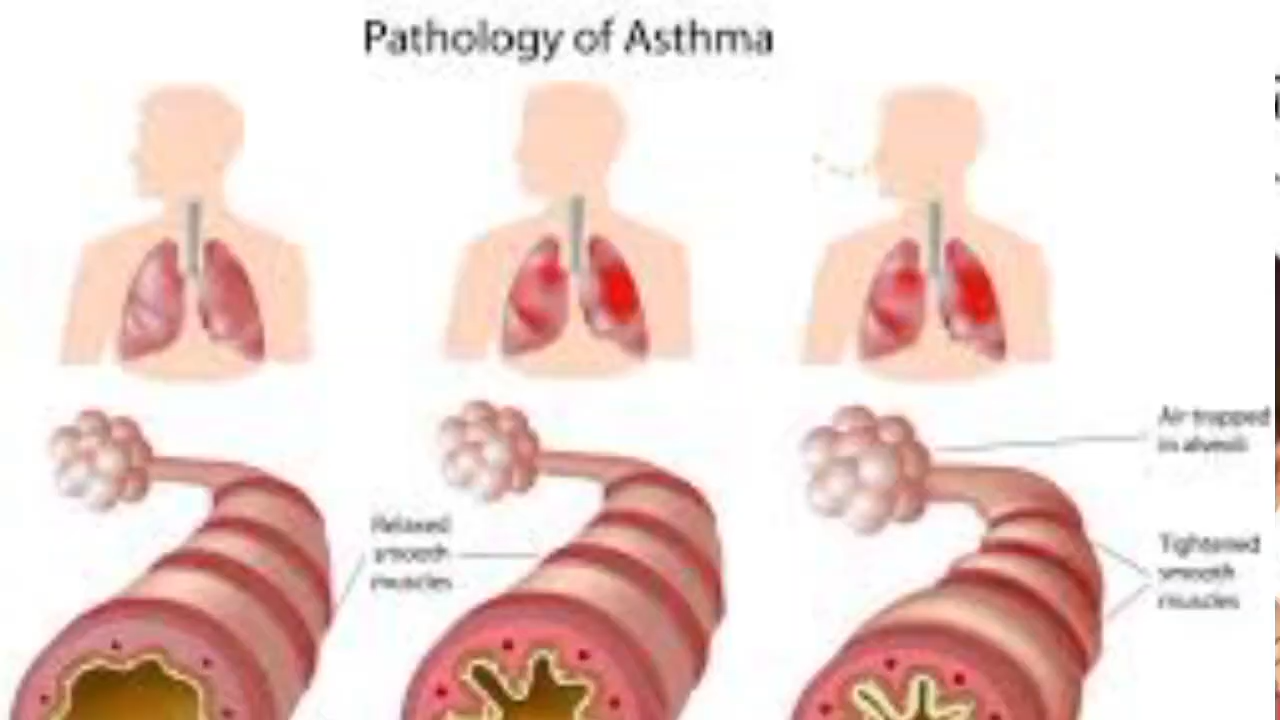 Pathology of Asthma
Air trapped
in alveoli
Relaxed
smooth
muscles
Tightened
smooth
muscles